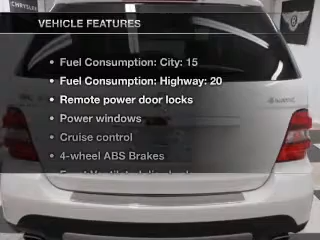 CHRYSLER
VEHICLE FEATURES
• Fuel Consumption: City: 15
• Fuel Consumption: Highway: 20
• Remote power door locks
• Power windows
• Cruise control
• 4-wheel ABS Brakes